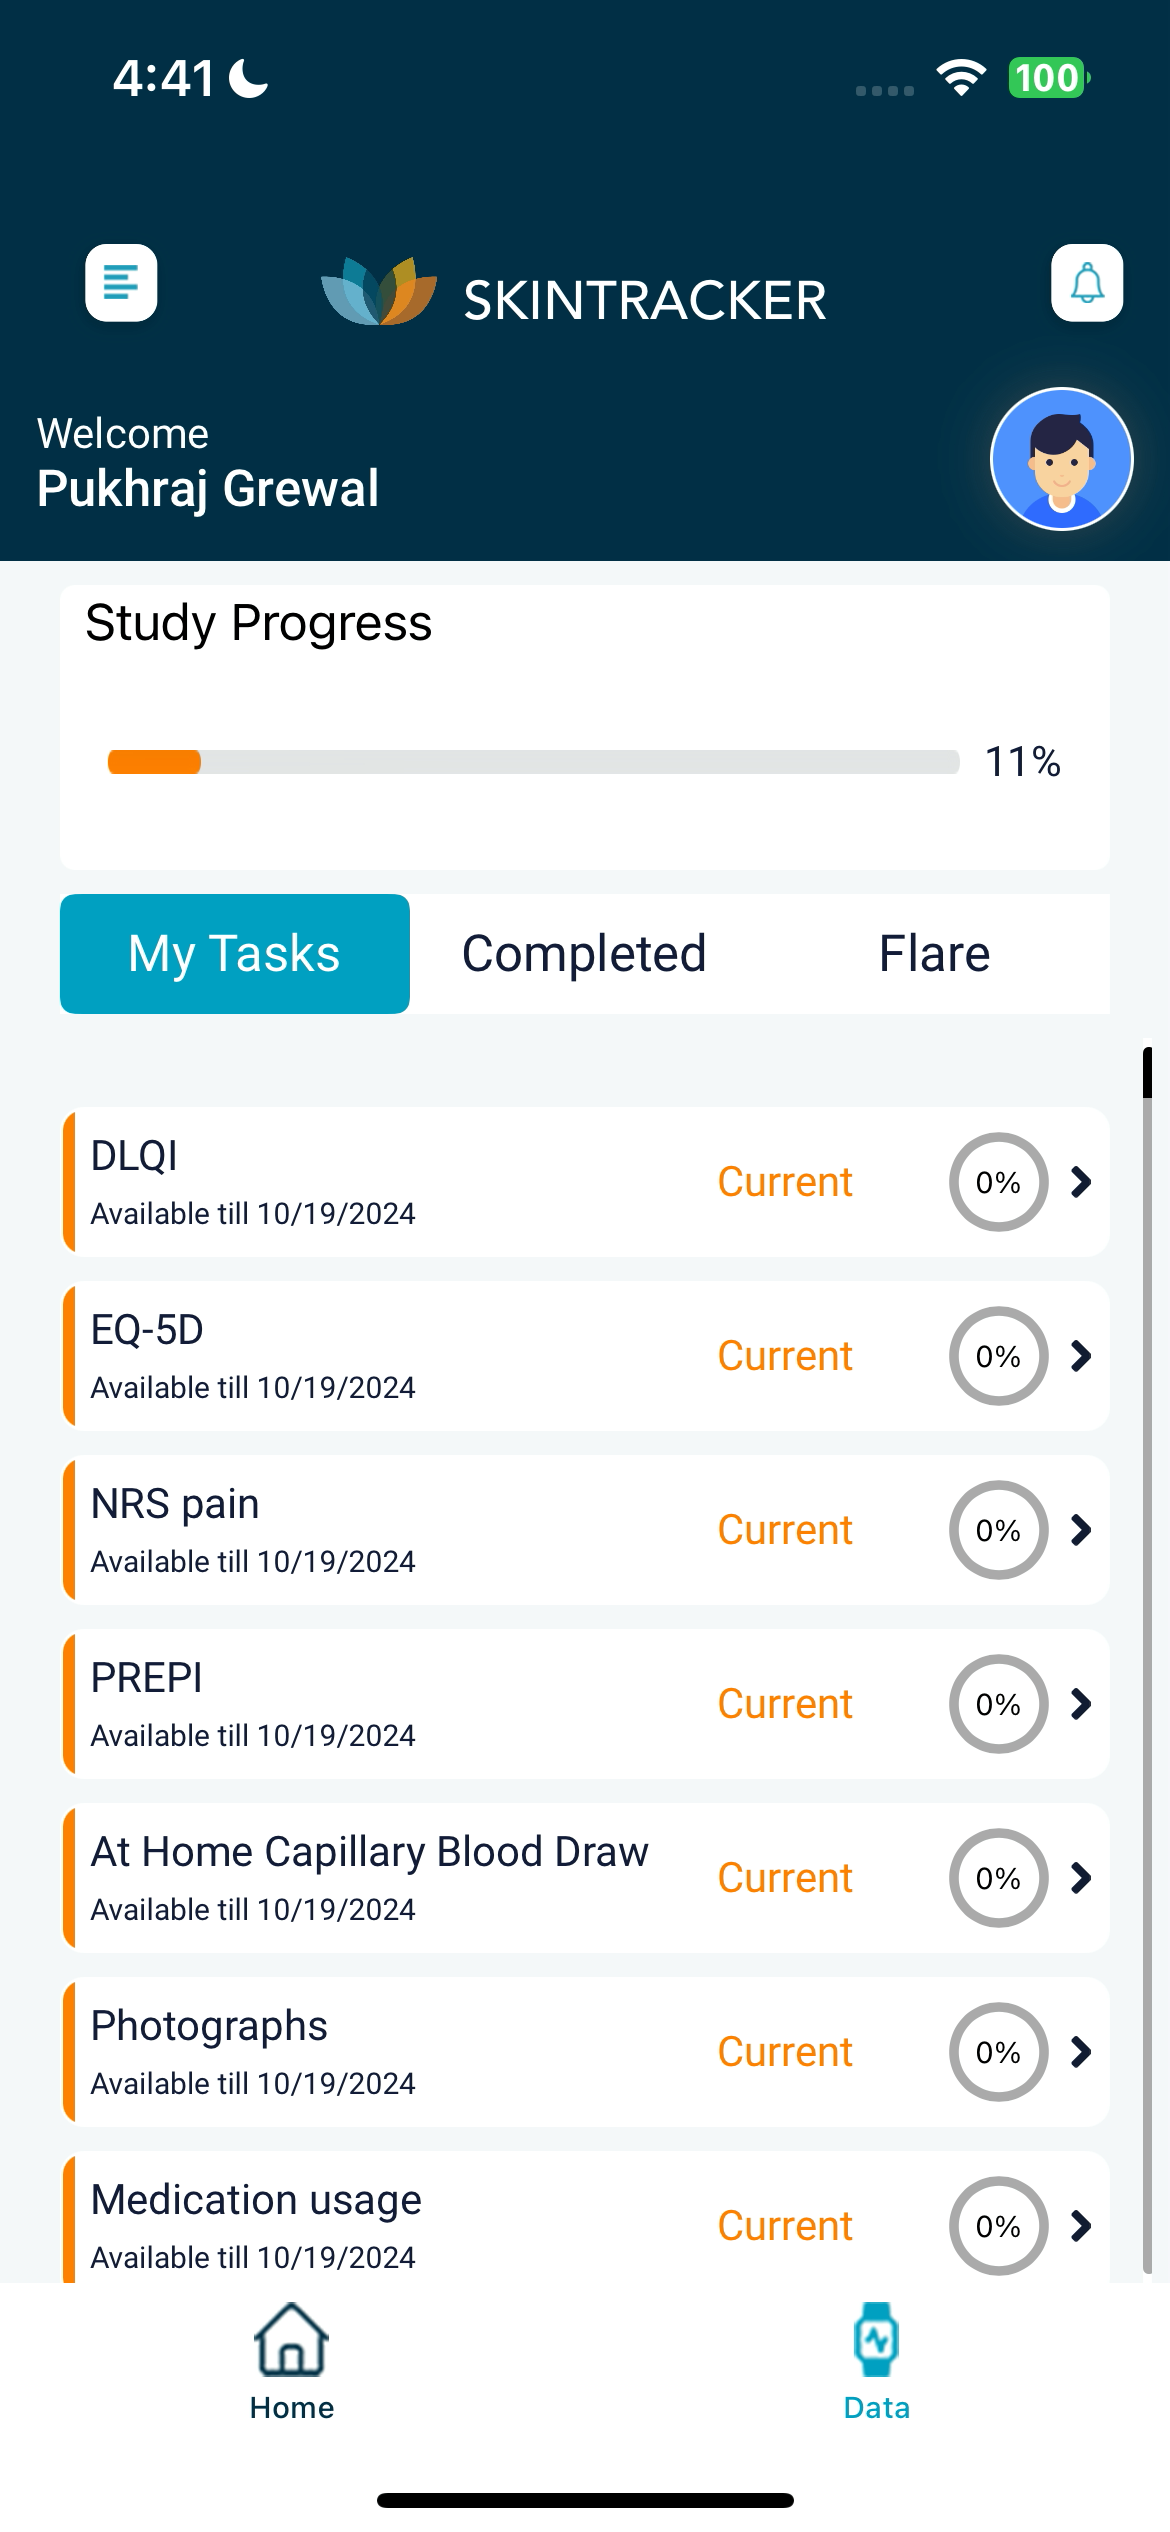 4:41
100
SKINTRACKER
Welcome
Pukhraj Grewal
Study Progress
11%
My Tasks
Completed
Flare
DLQI
Available till 10/19/2024
Current
0%
EQ-5D
Available till 10/19/2024
Current
0%
NRS pain
Available till 10/19/2024
Current
0%
PREPI
Available till 10/19/2024
Current
0%
At Home Capillary Blood Draw
Available till 10/19/2024
Current
0%
Photographs
Available till 10/19/2024
Current
0%
Medication usage
Available till 10/19/2024
Current
0%
Home
Data